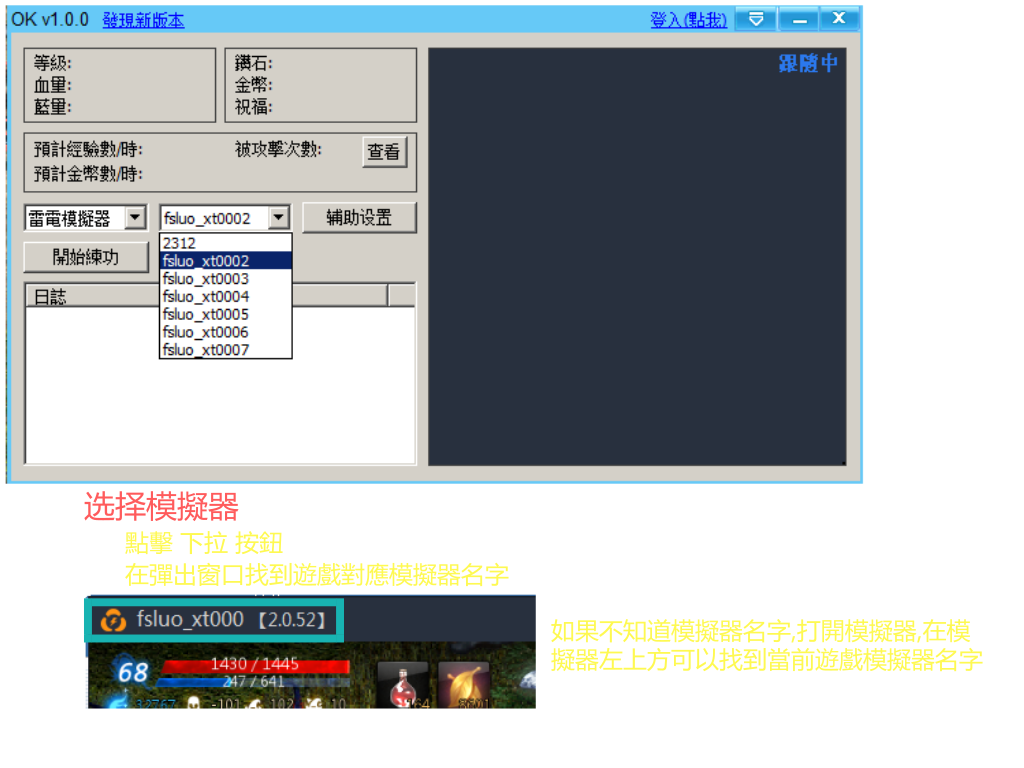 OK v1.0.0 發現新版本 登入(點我)
等級: 鑽石:
血量: 金幣:
藍量: 祝福:
跟隨中
預計經驗數/時: 被攻擊次數: 查看
預計金幣數/時:
雷電模擬器 fsluo_xt0002 辅助设置
開始練功
2312
fsluo_xt0002
fsluo_xt0003
fsluo_xt0004
fsluo_xt0005
fsluo_xt0006
fsluo_xt0007
日誌
选择模擬器
點擊 下拉 按鈕
在彈出窗口找到遊戲對應模擬器名字
fsluo_xt000 【2.0.52】
68 1430 / 1445
247 / 641
如果不知道模擬器名字,打開模擬器,在模
擬器左上方可以找到當前遊戲模擬器名字